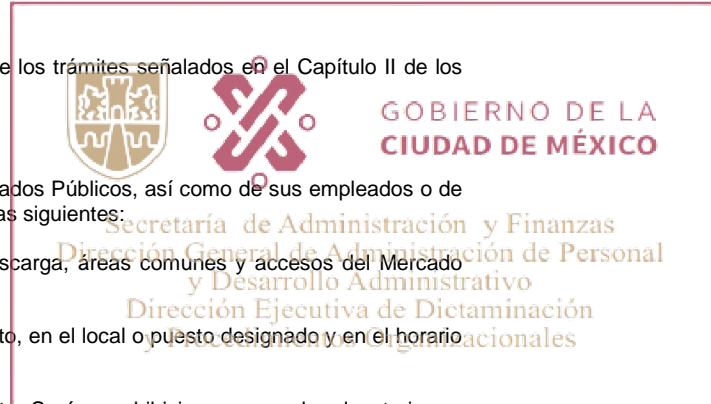 e los trámites señalados en el Capítulo II de los
GOBIERNO DE LA
CIUDAD DE MÉXICO
ados Públicos, así como de sus empleados o de
as siguientes:
Secretaría de Administración y Finanzas
Dirección General de Administración de Personal
scarga, áreas comunes y accesos del Mercado
y Desarrollo Administrativo
Dirección Ejecutiva de Dictaminación
to, en el local o puesto designado y en el horario
y Procedimientos Organizacionales